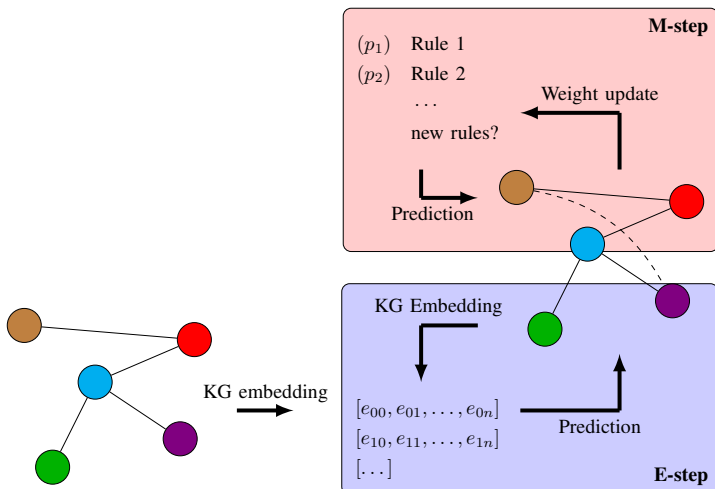 M-step
(p₁) Rule 1
(p₂) Rule 2
...
Weight update
new rules?
Prediction
KG Embedding
KG embedding
[e₀₀, e₀₁, . . . , e₀ₙ]
[e₁₀, e₁₁, . . . , e₁ₙ]
Prediction
[. . . ]
E-step